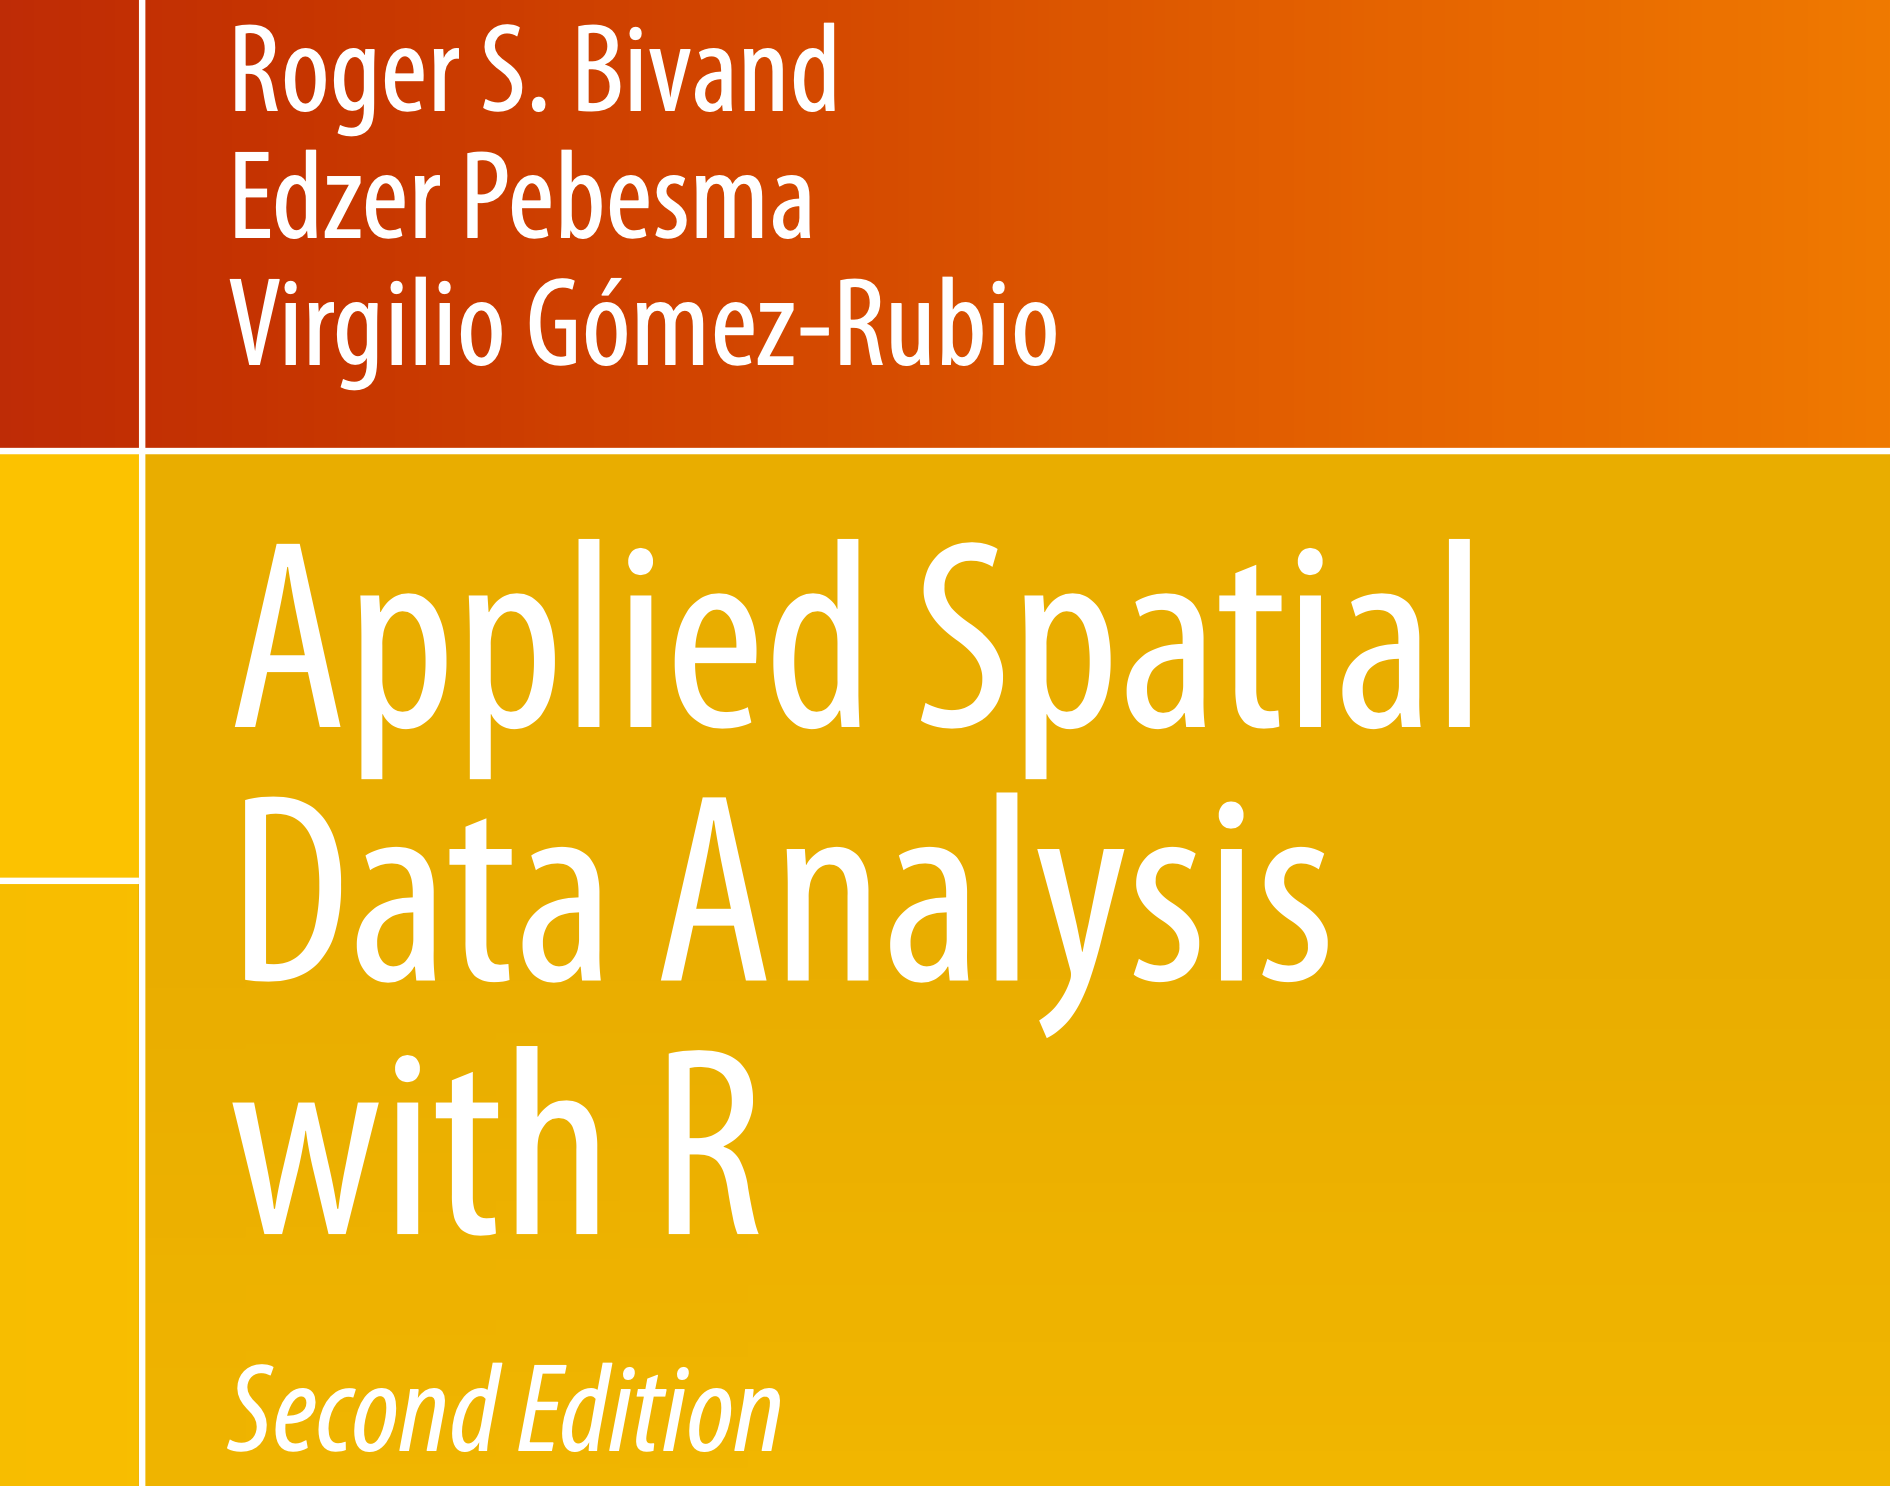 Roger S. Bivand
Edzer Pebesma
Virgilio Gómez-Rubio
Applied Spatial
Data Analysis
with R
Second Edition